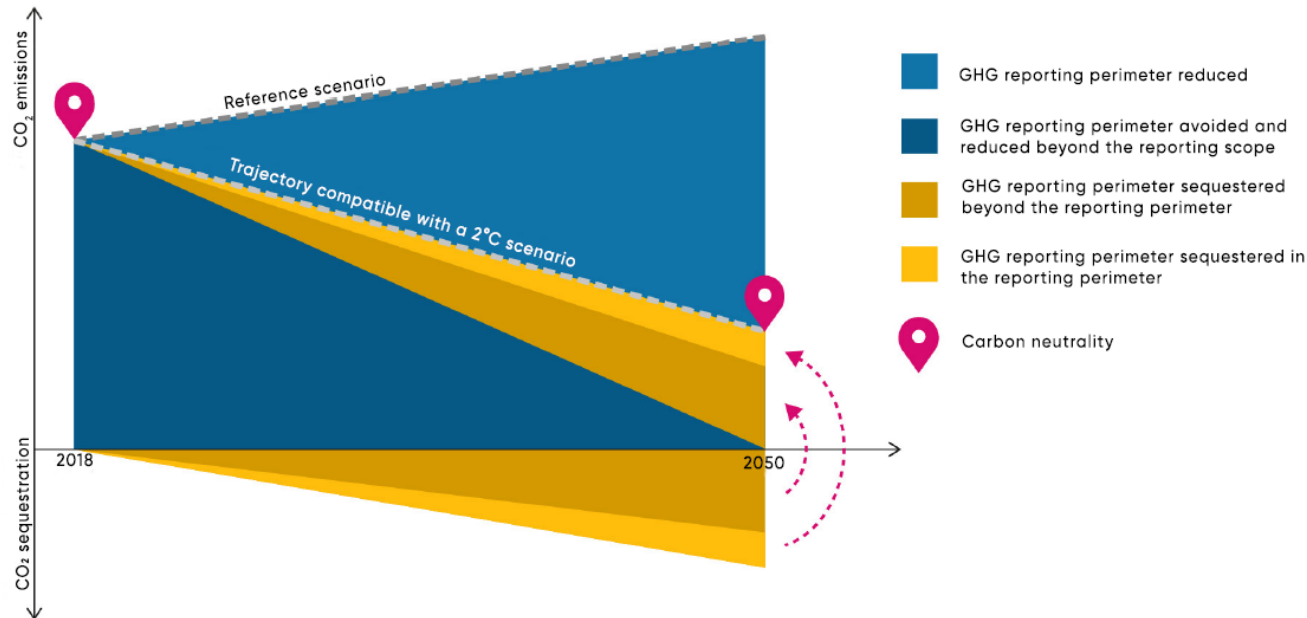 CO₂ emissions
Reference scenario
Trajectory compatible with a 2°C scenario
2018
2050
CO₂ sequestration
GHG reporting perimeter reduced
GHG reporting perimeter avoided and
reduced beyond the reporting scope
GHG reporting perimeter sequestered
beyond the reporting perimeter
GHG reporting perimeter sequestered in
the reporting perimeter
Carbon neutrality